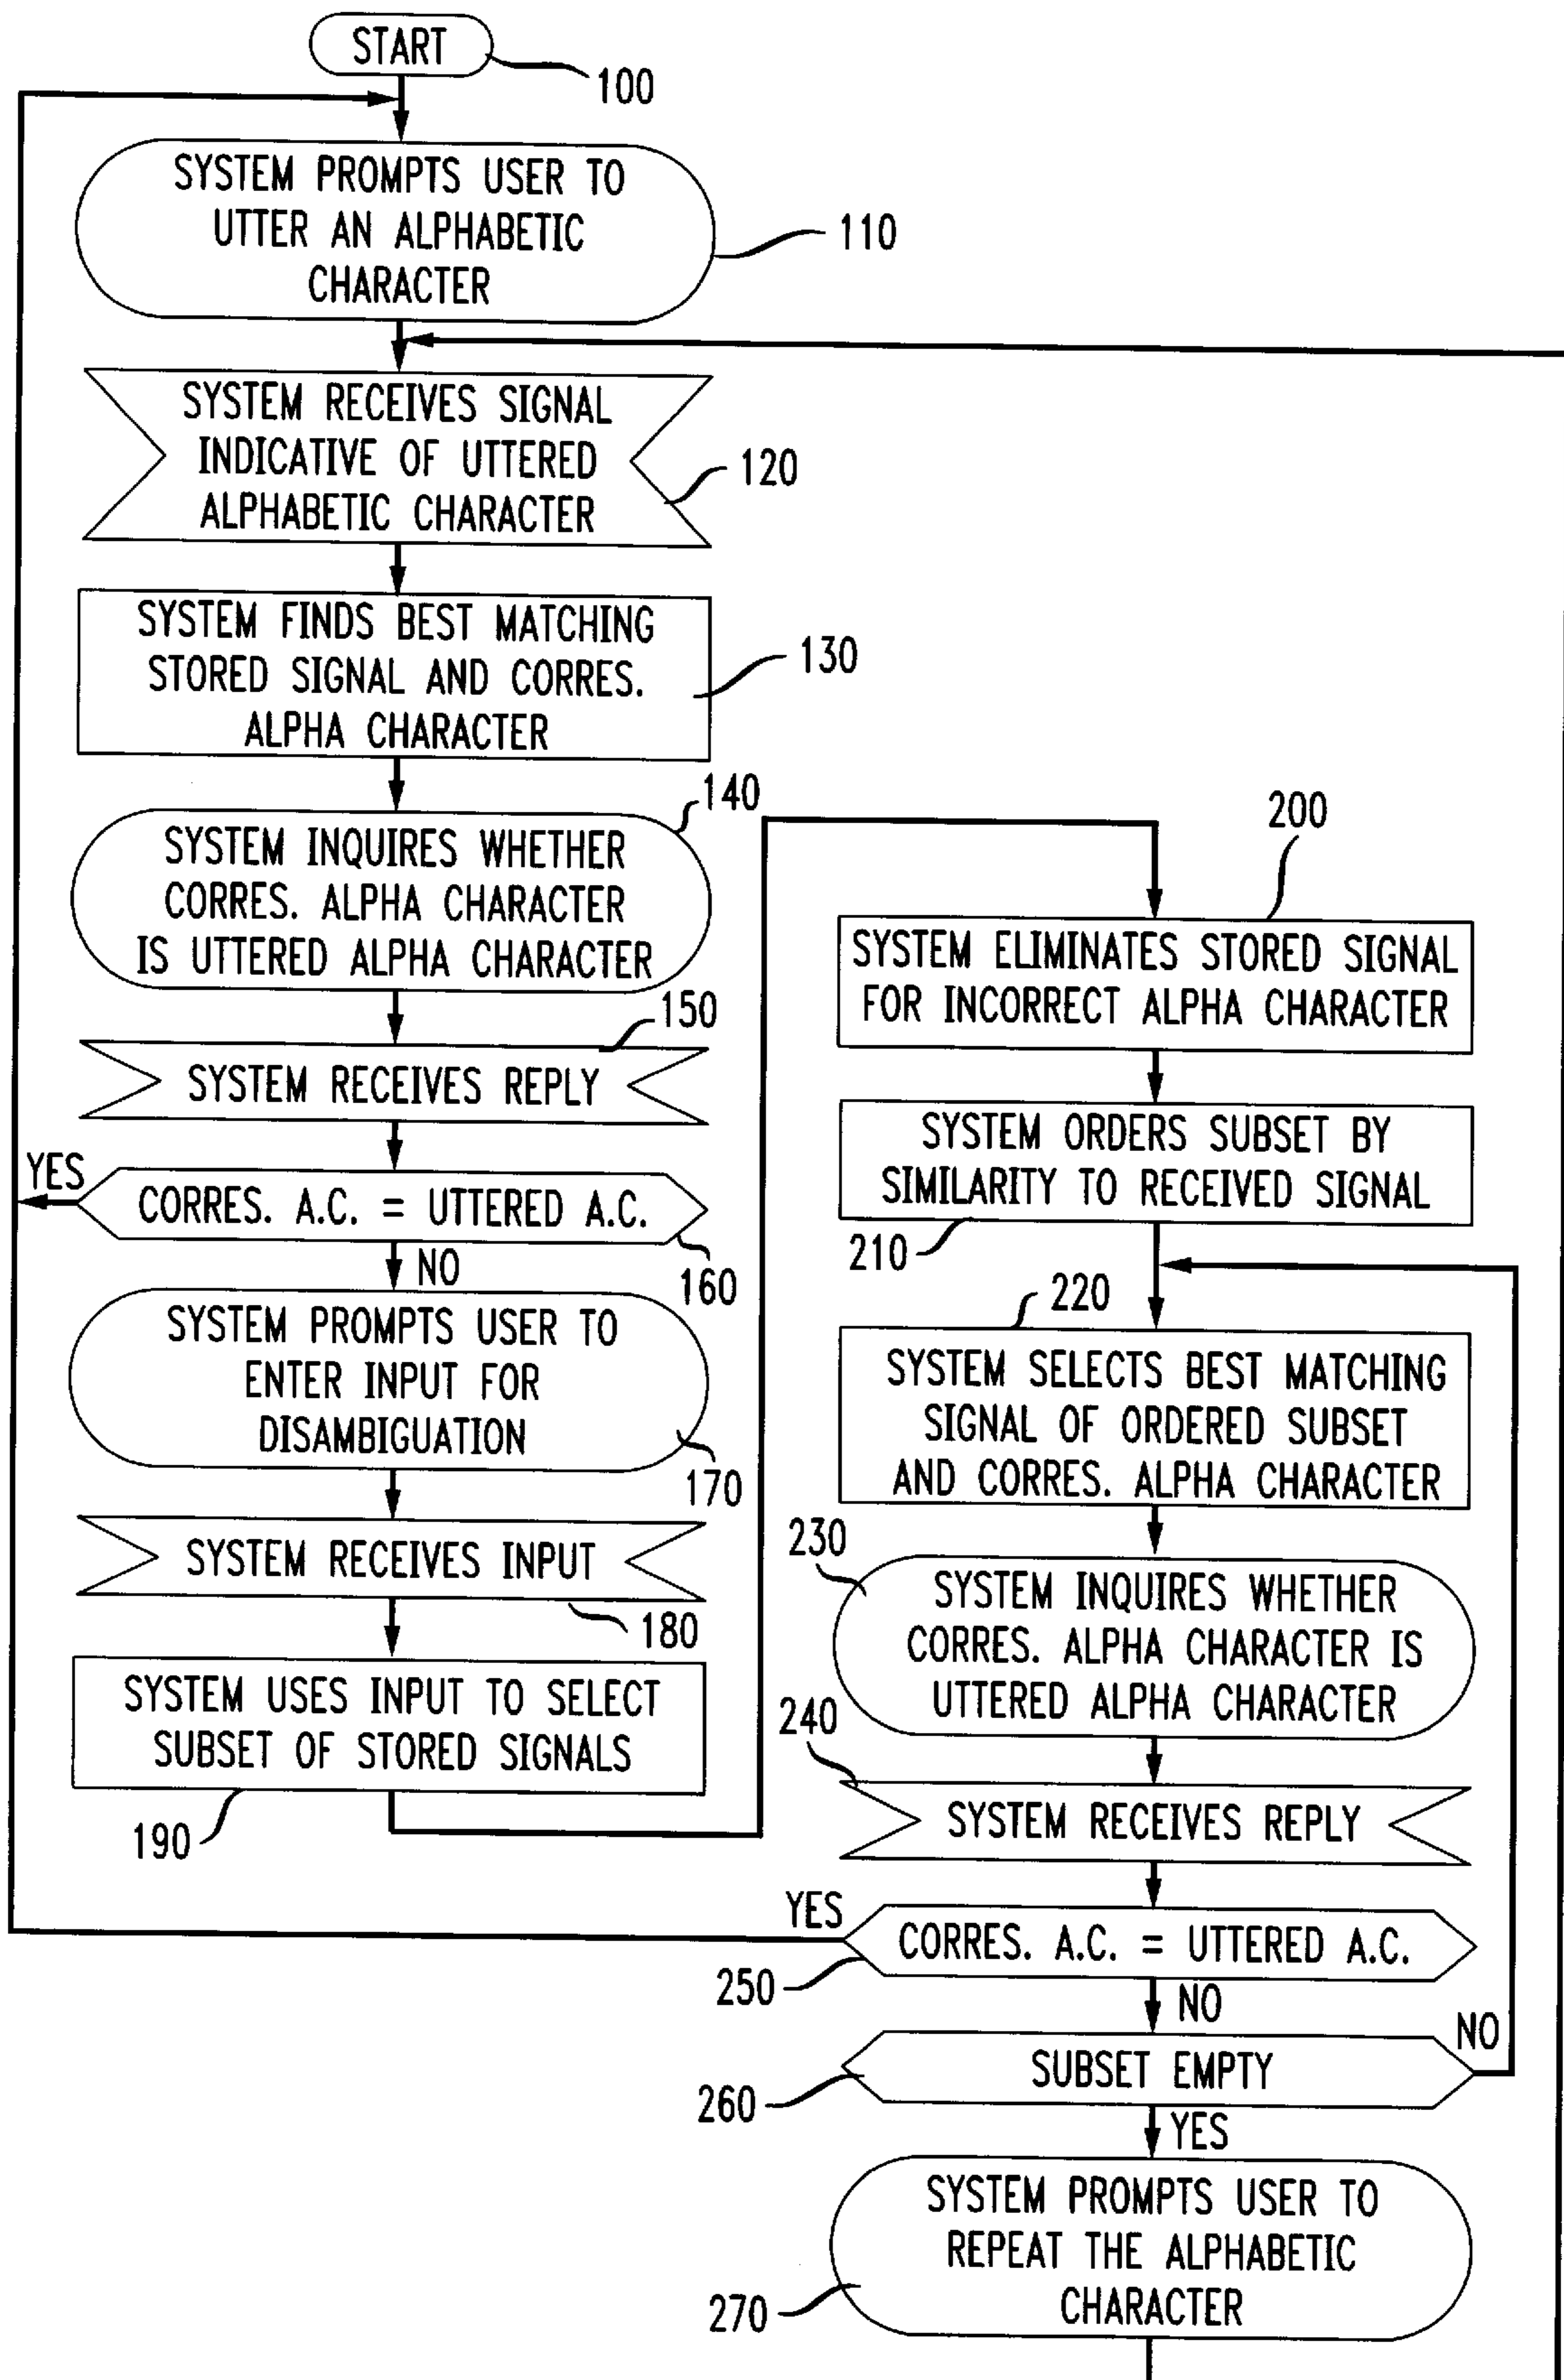 START
100
SYSTEM PROMPTS USER TO
UTTER AN ALPHABETIC
CHARACTER
110
SYSTEM RECEIVES SIGNAL
INDICATIVE OF UTTERED
ALPHABETIC CHARACTER
120
SYSTEM FINDS BEST MATCHING
STORED SIGNAL AND CORRES.
ALPHA CHARACTER
130
140
SYSTEM INQUIRES WHETHER
CORRES. ALPHA CHARACTER
IS UTTERED ALPHA CHARACTER
150
SYSTEM RECEIVES REPLY
YES
CORRES. A.C. = UTTERED A.C.
160
NO
SYSTEM PROMPTS USER TO
ENTER INPUT FOR
DISAMBIGUATION
170
SYSTEM RECEIVES INPUT
180
SYSTEM USES INPUT TO SELECT
SUBSET OF STORED SIGNALS
190
200
SYSTEM ELIMINATES STORED SIGNAL
FOR INCORRECT ALPHA CHARACTER
SYSTEM ORDERS SUBSET BY
SIMILARITY TO RECEIVED SIGNAL
210
220
SYSTEM SELECTS BEST MATCHING
SIGNAL OF ORDERED SUBSET
AND CORRES. ALPHA CHARACTER
230
SYSTEM INQUIRES WHETHER
CORRES. ALPHA CHARACTER IS
UTTERED ALPHA CHARACTER
240
SYSTEM RECEIVES REPLY
YES
CORRES. A.C. = UTTERED A.C.
250
NO
NO
SUBSET EMPTY
260
YES
SYSTEM PROMPTS USER TO
REPEAT THE ALPHABETIC
CHARACTER
270